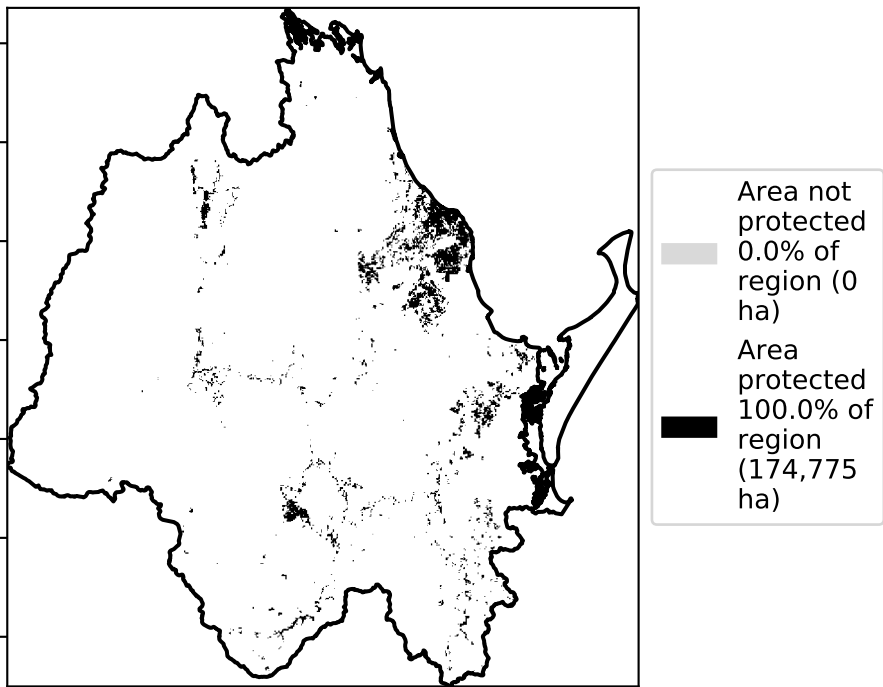 Area not
protected
0.0% of
region (0
ha)
Area
protected
100.0% of
region
(174,775
ha)